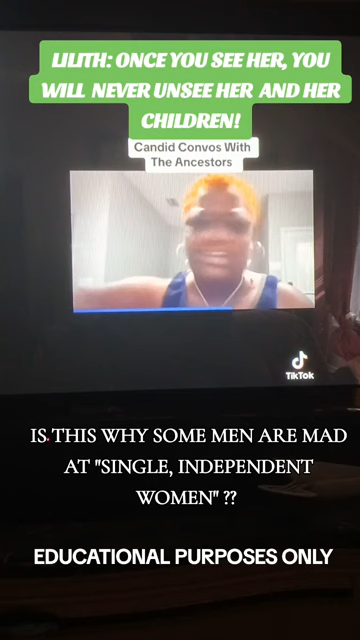 LILITH: ONCE YOU SEE HER, YOU
WILL NEVER UNSEE HER AND HER
CHILDREN!
Candid Convos With
The Ancestors
TikTok
IS THIS WHY SOME MEN ARE MAD
AT "SINGLE, INDEPENDENT
WOMEN" ??
EDUCATIONAL PURPOSES ONLY